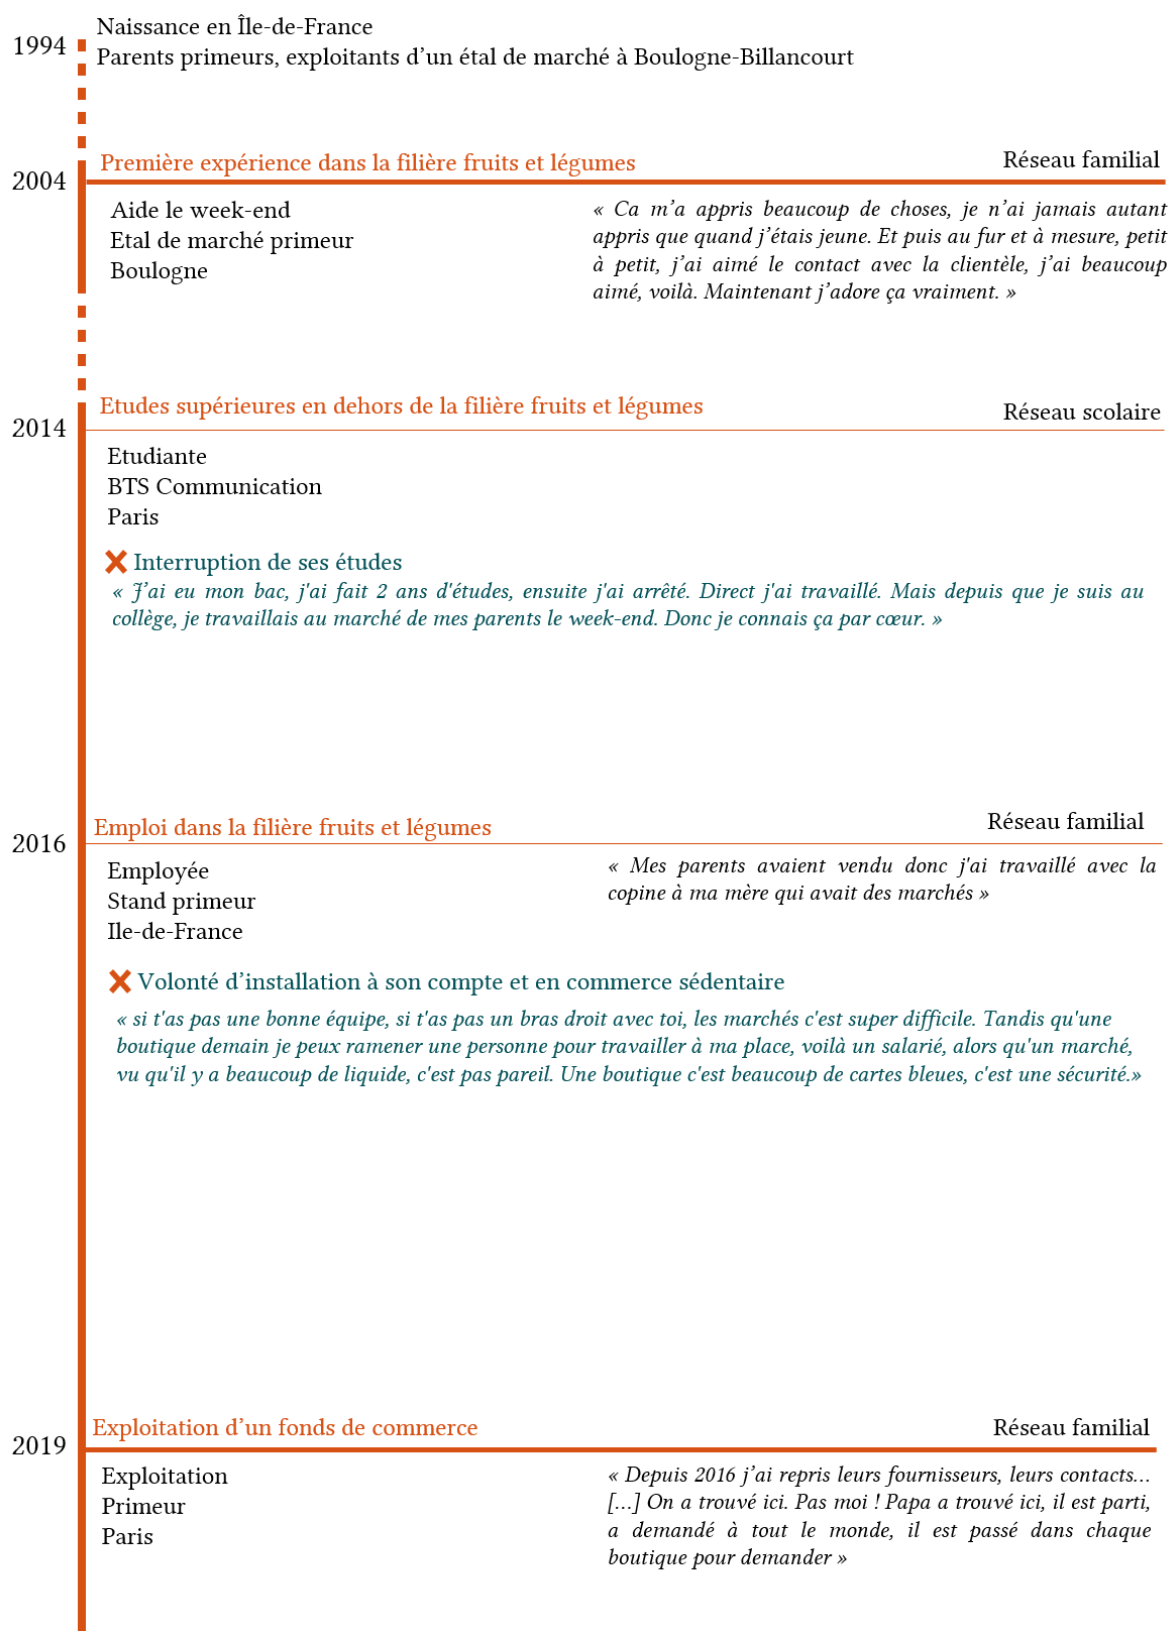 Naissance en Île-de-France
1994
Parents primeurs, exploitants d’un étal de marché à Boulogne-Billancourt
Première expérience dans la filière fruits et légumes
Réseau familial
2004
Aide le week-end
Etal de marché primeur
Boulogne
« Ca m’a appris beaucoup de choses, je n’ai jamais autant
appris que quand j’étais jeune. Et puis au fur et à mesure, petit
à petit, j’ai aimé le contact avec la clientèle, j’ai beaucoup
aimé, voilà. Maintenant j’adore ça vraiment. »
Etudes supérieures en dehors de la filière fruits et légumes
Réseau scolaire
2014
Etudiante
BTS Communication
Paris
Interruption de ses études
« J’ai eu mon bac, j'ai fait 2 ans d'études, ensuite j'ai arrêté. Direct j'ai travaillé. Mais depuis que je suis au
collège, je travaillais au marché de mes parents le week-end. Donc je connais ça par cœur. »
Emploi dans la filière fruits et légumes
Réseau familial
2016
Employée
Stand primeur
Ile-de-France
« Mes parents avaient vendu donc j'ai travaillé avec la
copine à ma mère qui avait des marchés »
Volonté d’installation à son compte et en commerce sédentaire
« si t'as pas une bonne équipe, si t'as pas un bras droit avec toi, les marchés c'est super difficile. Tandis qu'une
boutique demain je peux ramener une personne pour travailler à ma place, voilà un salarié, alors qu'un marché,
vu qu'il y a beaucoup de liquide, c'est pas pareil. Une boutique c'est beaucoup de cartes bleues, c'est une sécurité.»
Exploitation d’un fonds de commerce
Réseau familial
2019
Exploitation
Primeur
Paris
« Depuis 2016 j’ai repris leurs fournisseurs, leurs contacts…
[…] On a trouvé ici. Pas moi ! Papa a trouvé ici, il est parti,
a demandé à tout le monde, il est passé dans chaque
boutique pour demander »